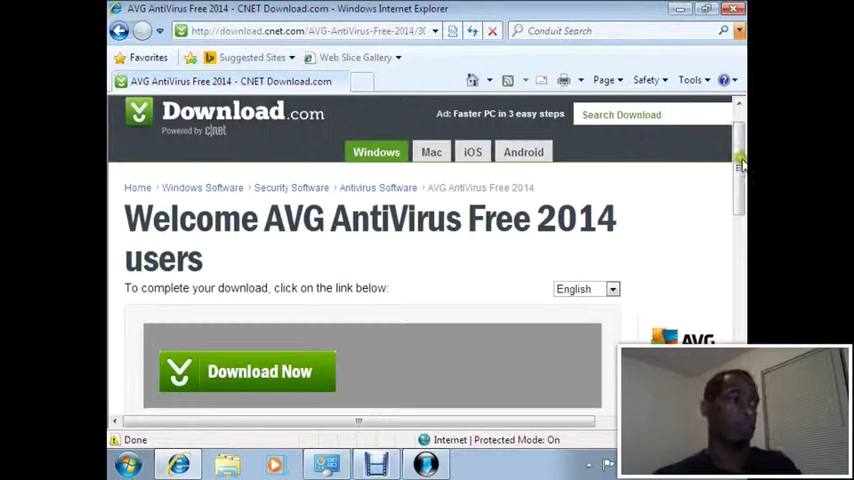 AVG AntiVirus Free 2014 - CNET Download.com - Windows Internet Explorer
http://download.cnet.com/AVG-AntiVirus-Free-2014/30
Conduit Search
Favorites Suggested Sites Web Slice Gallery
AVG AntiVirus Free 2014 - CNET Download.com
Page Safety Tools
Download.com
Powered by c|net
Ad: Faster PC in 3 easy steps
Search Download
Windows Mac iOS Android
Home › Windows Software › Security Software › Antivirus Software › AVG AntiVirus Free 2014
Welcome AVG AntiVirus Free 2014
users
To complete your download, click on the link below:
English
AVG
Download Now
Done
Internet | Protected Mode: On